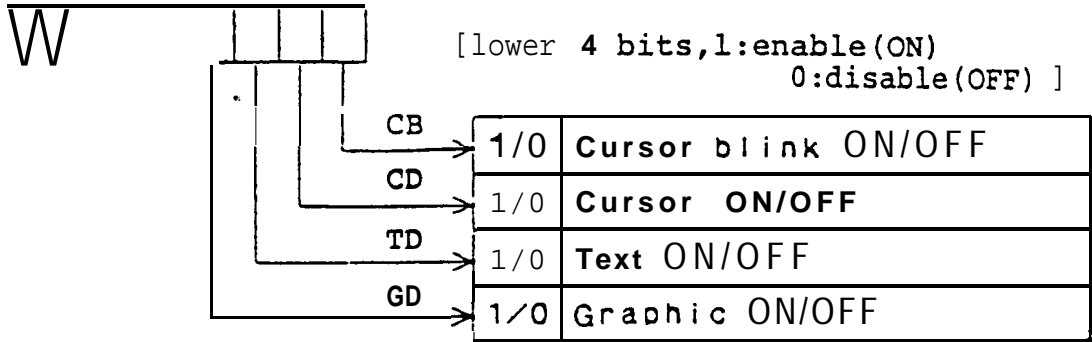 W
[lower 4 bits,1:enable(ON)
0:disable(OFF) ]
CB 1/0 Cursor blink ON/OFF
CD 1/0 Cursor ON/OFF
TD 1/0 Text ON/OFF
GD 1/0 Graphic ON/OFF